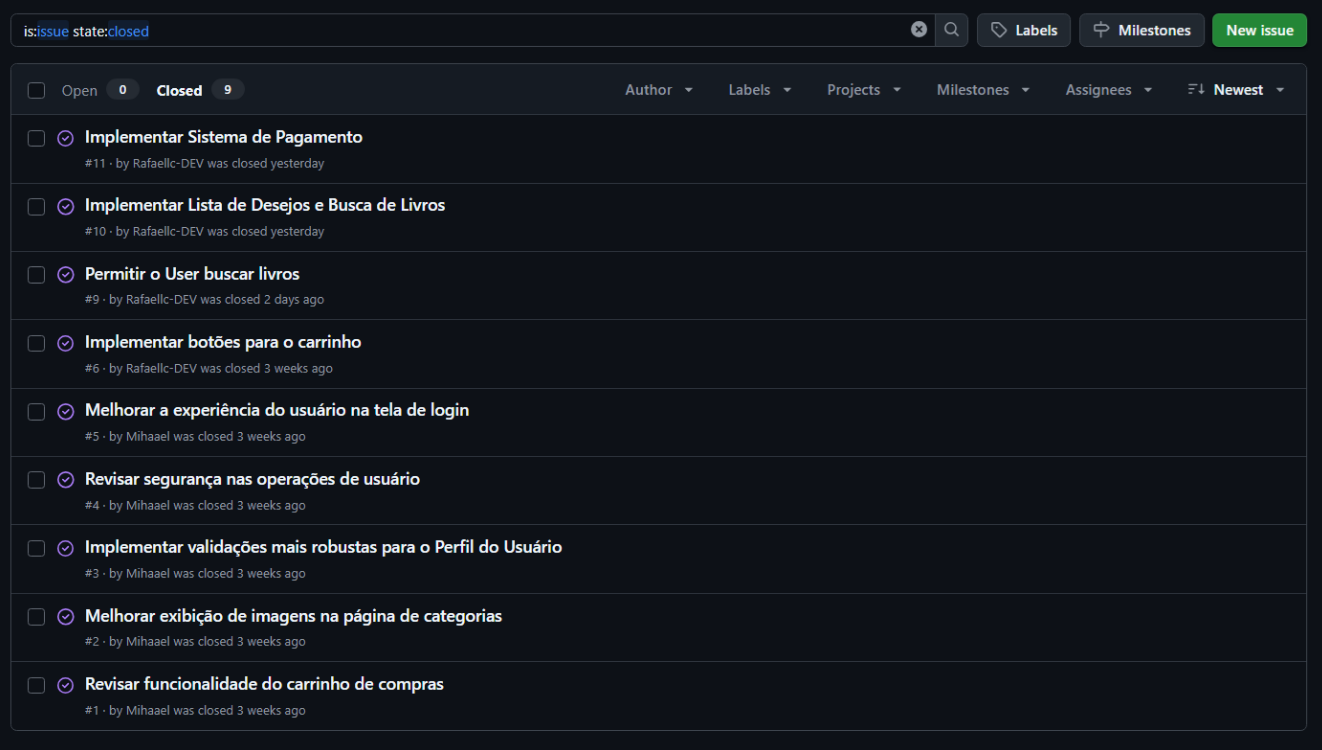 is:issue state:closed
Labels
Milestones
New issue
Open 0 Closed 9 Author Labels Projects Milestones Assignees Newest
Implementar Sistema de Pagamento
#11 · by Rafaellc-DEV was closed yesterday
Implementar Lista de Desejos e Busca de Livros
#10 · by Rafaellc-DEV was closed yesterday
Permitir o User buscar livros
#9 · by Rafaellc-DEV was closed 2 days ago
Implementar botões para o carrinho
#6 · by Rafaellc-DEV was closed 3 weeks ago
Melhorar a experiência do usuário na tela de login
#5 · by Mihaael was closed 3 weeks ago
Revisar segurança nas operações de usuário
#4 · by Mihaael was closed 3 weeks ago
Implementar validações mais robustas para o Perfil do Usuário
#3 · by Mihaael was closed 3 weeks ago
Melhorar exibição de imagens na página de categorias
#2 · by Mihaael was closed 3 weeks ago
Revisar funcionalidade do carrinho de compras
#1 · by Mihaael was closed 3 weeks ago